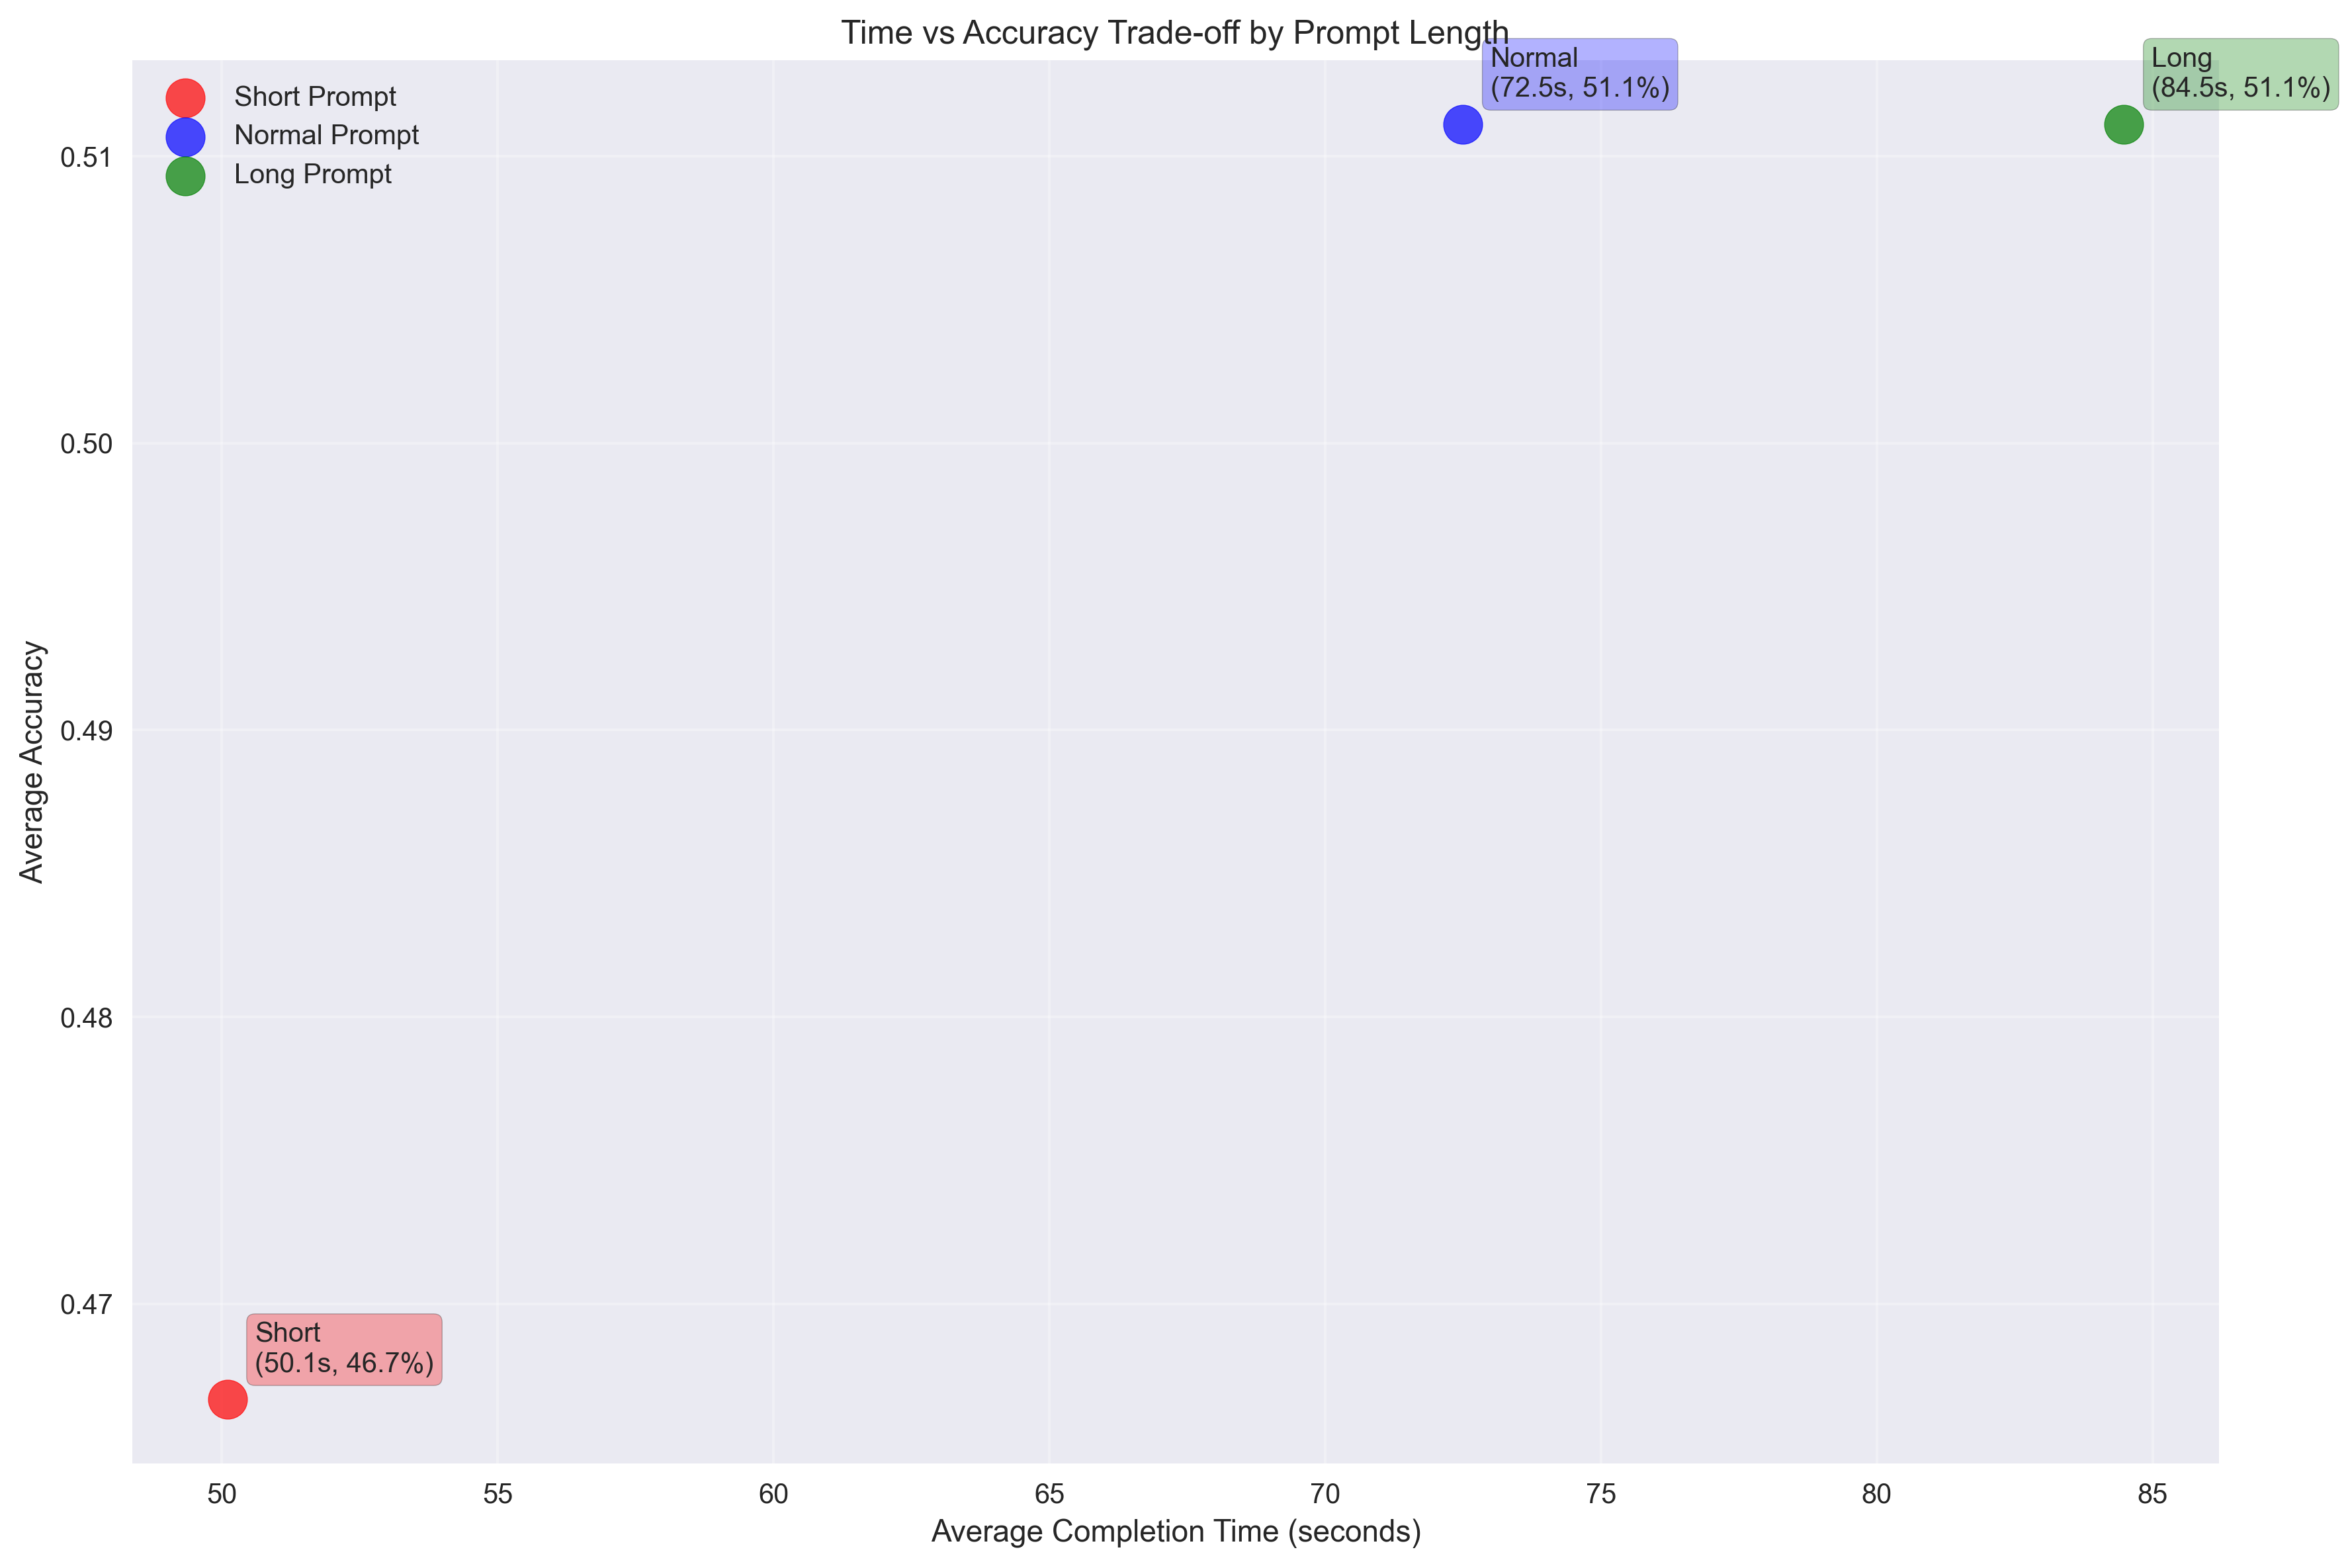 Time vs Accuracy Trade-off by Prompt Length
Normal
(72.5s, 51.1%)
Long
(84.5s, 51.1%)
Short Prompt
Normal Prompt
Long Prompt
0.51
0.50
0.49
0.48
0.47
Average Accuracy
Short
(50.1s, 46.7%)
50
55
60
65
70
75
80
85
Average Completion Time (seconds)